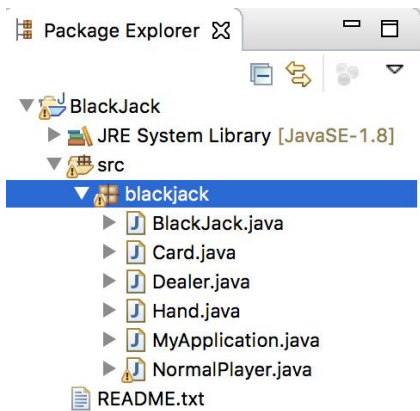 Package Explorer
BlackJack
JRE System Library [JavaSE-1.8]
src
blackjack
BlackJack.java
Card.java
Dealer.java
Hand.java
MyApplication.java
NormalPlayer.java
README.txt